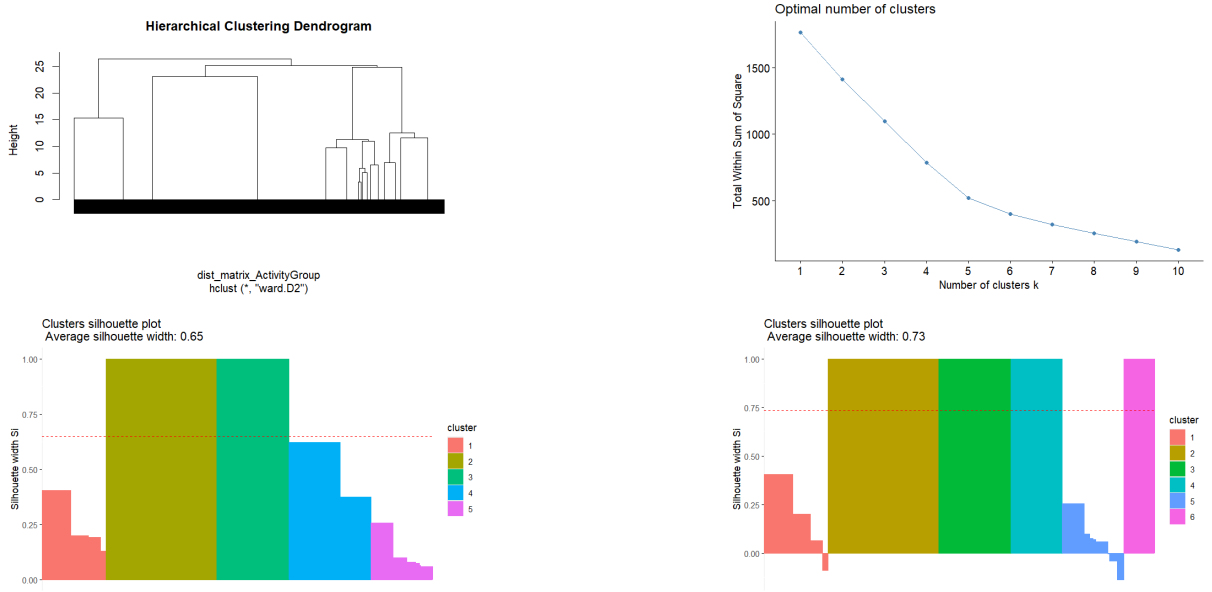 Hierarchical Clustering Dendrogram
Height
0
5
10
15
20
25
dist_matrix_ActivityGroup
hclust (*, "ward.D2")
Optimal number of clusters
Total Within Sum of Square
1500
1000
500
1 2 3 4 5 6 7 8 9 10
Number of clusters k
Clusters silhouette plot
Average silhouette width: 0.65
Silhouette width Si
1.00
0.75
0.50
0.25
0.00
cluster
1
2
3
4
5
Clusters silhouette plot
Average silhouette width: 0.73
Silhouette width Si
1.00
0.75
0.50
0.25
0.00
cluster
1
2
3
4
5
6